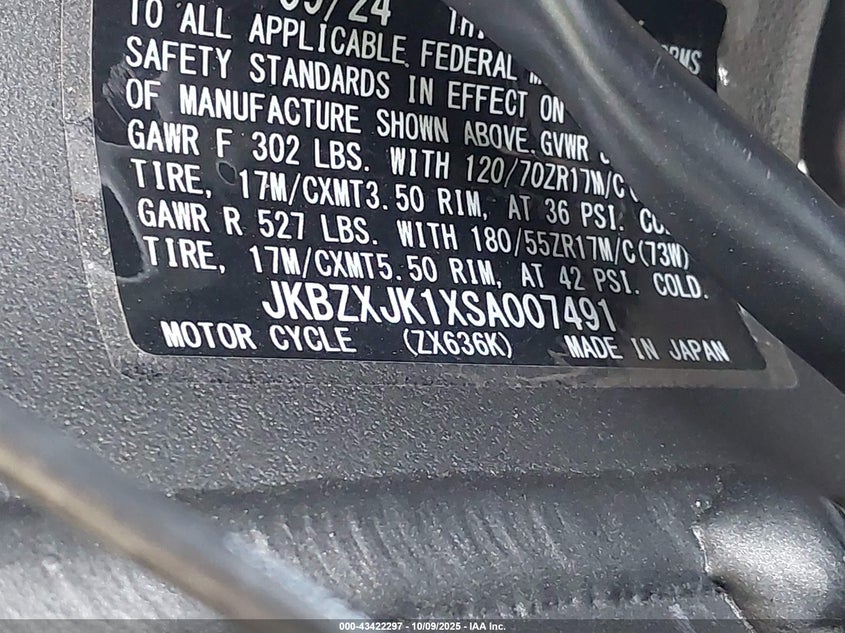 /24
TO ALL APPLICABLE FEDERAL
SAFETY STANDARDS IN EFFECT ON
OF MANUFACTURE SHOWN ABOVE. GVWR
GAWR F 302 LBS. WITH 120/70ZR17M/C
TIRE, 17M/CXMT3.50 RIM, AT 36 PSI.
GAWR R 527 LBS. WITH 180/55ZR17M/C(73W)
TIRE, 17M/CXMT5.50 RIM, AT 42 PSI. COLD.
JKBZXJK1XSA007491
MOTOR CYCLE (ZX636K) MADE IN JAPAN
000-43422297 - 10/09/2025 - IAA Inc.